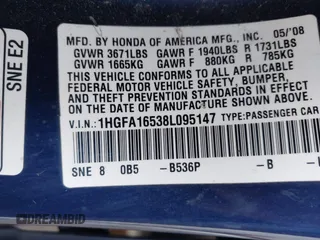 SNE E2
MFD. BY HONDA OF AMERICA MFG., INC. 05/'08
GVWR 3671LBS GAWR F 1940LBS R 1731LBS
GVWR 1665KG GAWR F 880KG R 785KG
THIS VEHICLE CONFORMS TO ALL APPLICABLE
FEDERAL MOTOR VEHICLE SAFETY, BUMPER, AND
THEFT PREVENTION STANDARDS IN EFFECT ON
THE DATE OF MANUFACTURE SHOWN ABOVE.
V.I.N.: 1HGFA16538L095147 TYPE:PASSENGER CAR
SNE 8 0B5 -B536P -B
DREAMBID